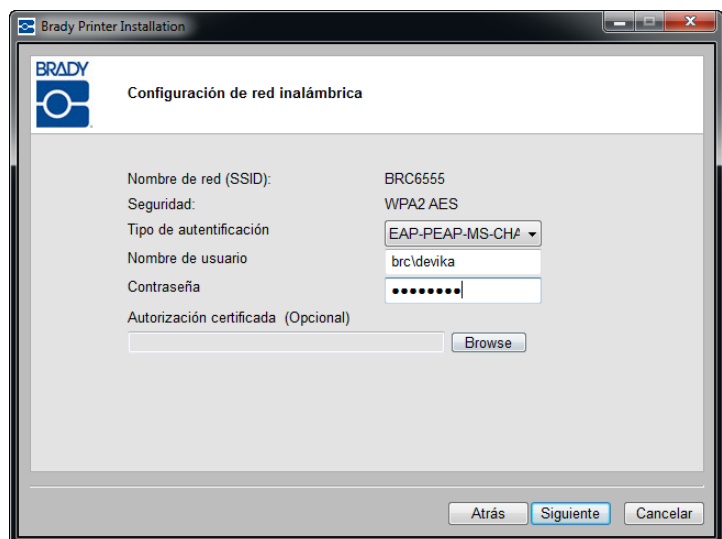 Brady Printer Installation
BRADY
Configuración de red inalámbrica
Nombre de red (SSID): BRC6555
Seguridad: WPA2 AES
Tipo de autentificación EAP-PEAP-MS-CHA
Nombre de usuario brc\devika
Contraseña ••••••••
Autorización certificada (Opcional)
Browse
Atrás Siguiente Cancelar